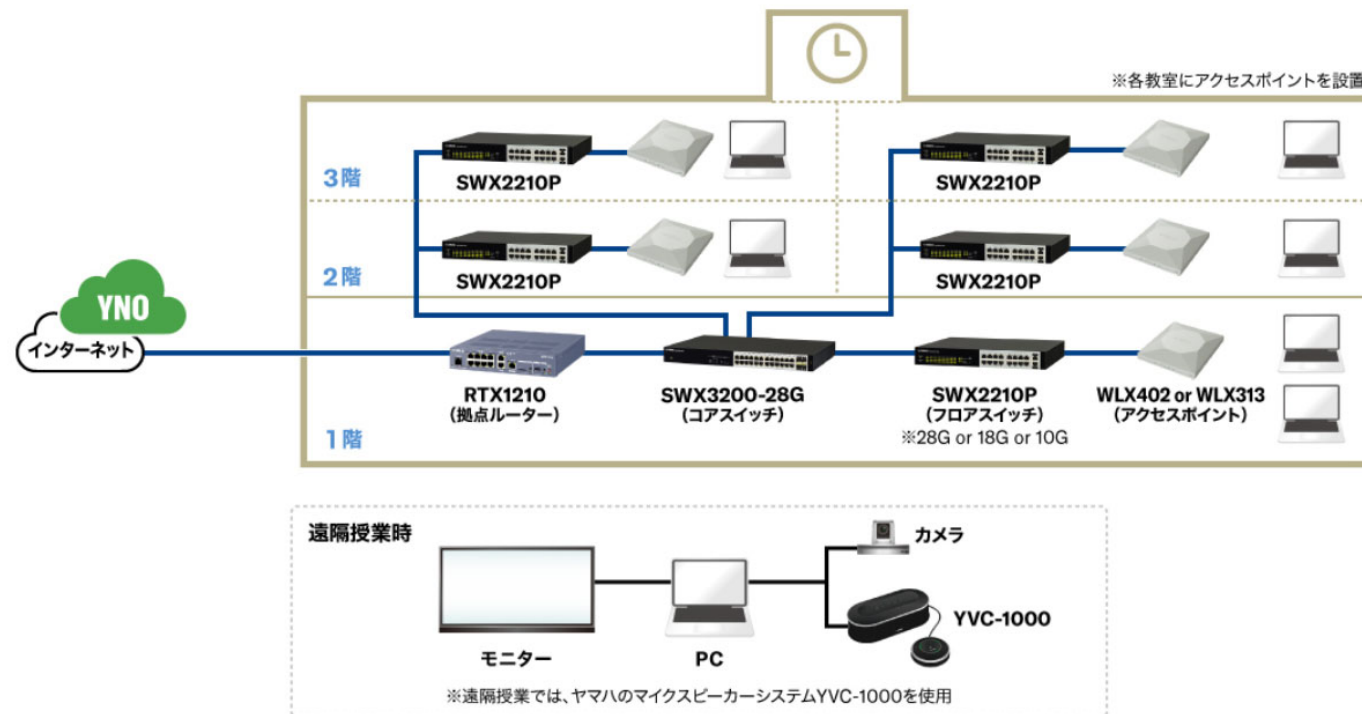 ※各教室にアクセスポイントを設置
3階
SWX2210P
SWX2210P
2階
SWX2210P
SWX2210P
YNO
インターネット
RTX1210
(拠点ルーター)
SWX3200-28G
(コアスイッチ)
SWX2210P
(フロアスイッチ)
※28G or 18G or 10G
WLX402 or WLX313
(アクセスポイント)
1階
遠隔授業時
カメラ
YVC-1000
モニター
PC
※遠隔授業では、ヤマハのマイクスピーカーシステムYVC-1000を使用